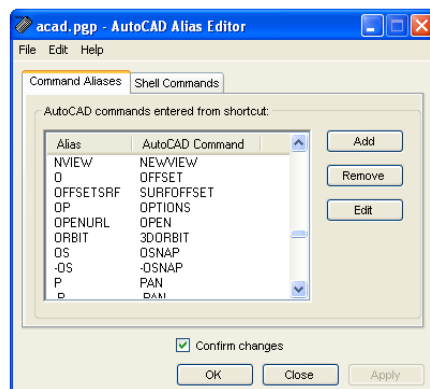 acad.pgp - AutoCAD Alias Editor
File Edit Help
Command Aliases Shell Commands
AutoCAD commands entered from shortcut:
Alias AutoCAD Command
NVIEW NEWVIEW
O OFFSET
OFFSETSRF SURFOFFSET
OP OPTIONS
OPENURL OPEN
ORBIT 3DORBIT
OS OSNAP
-OS -OSNAP
P PAN
Add
Remove
Edit
Confirm changes
OK Close Apply